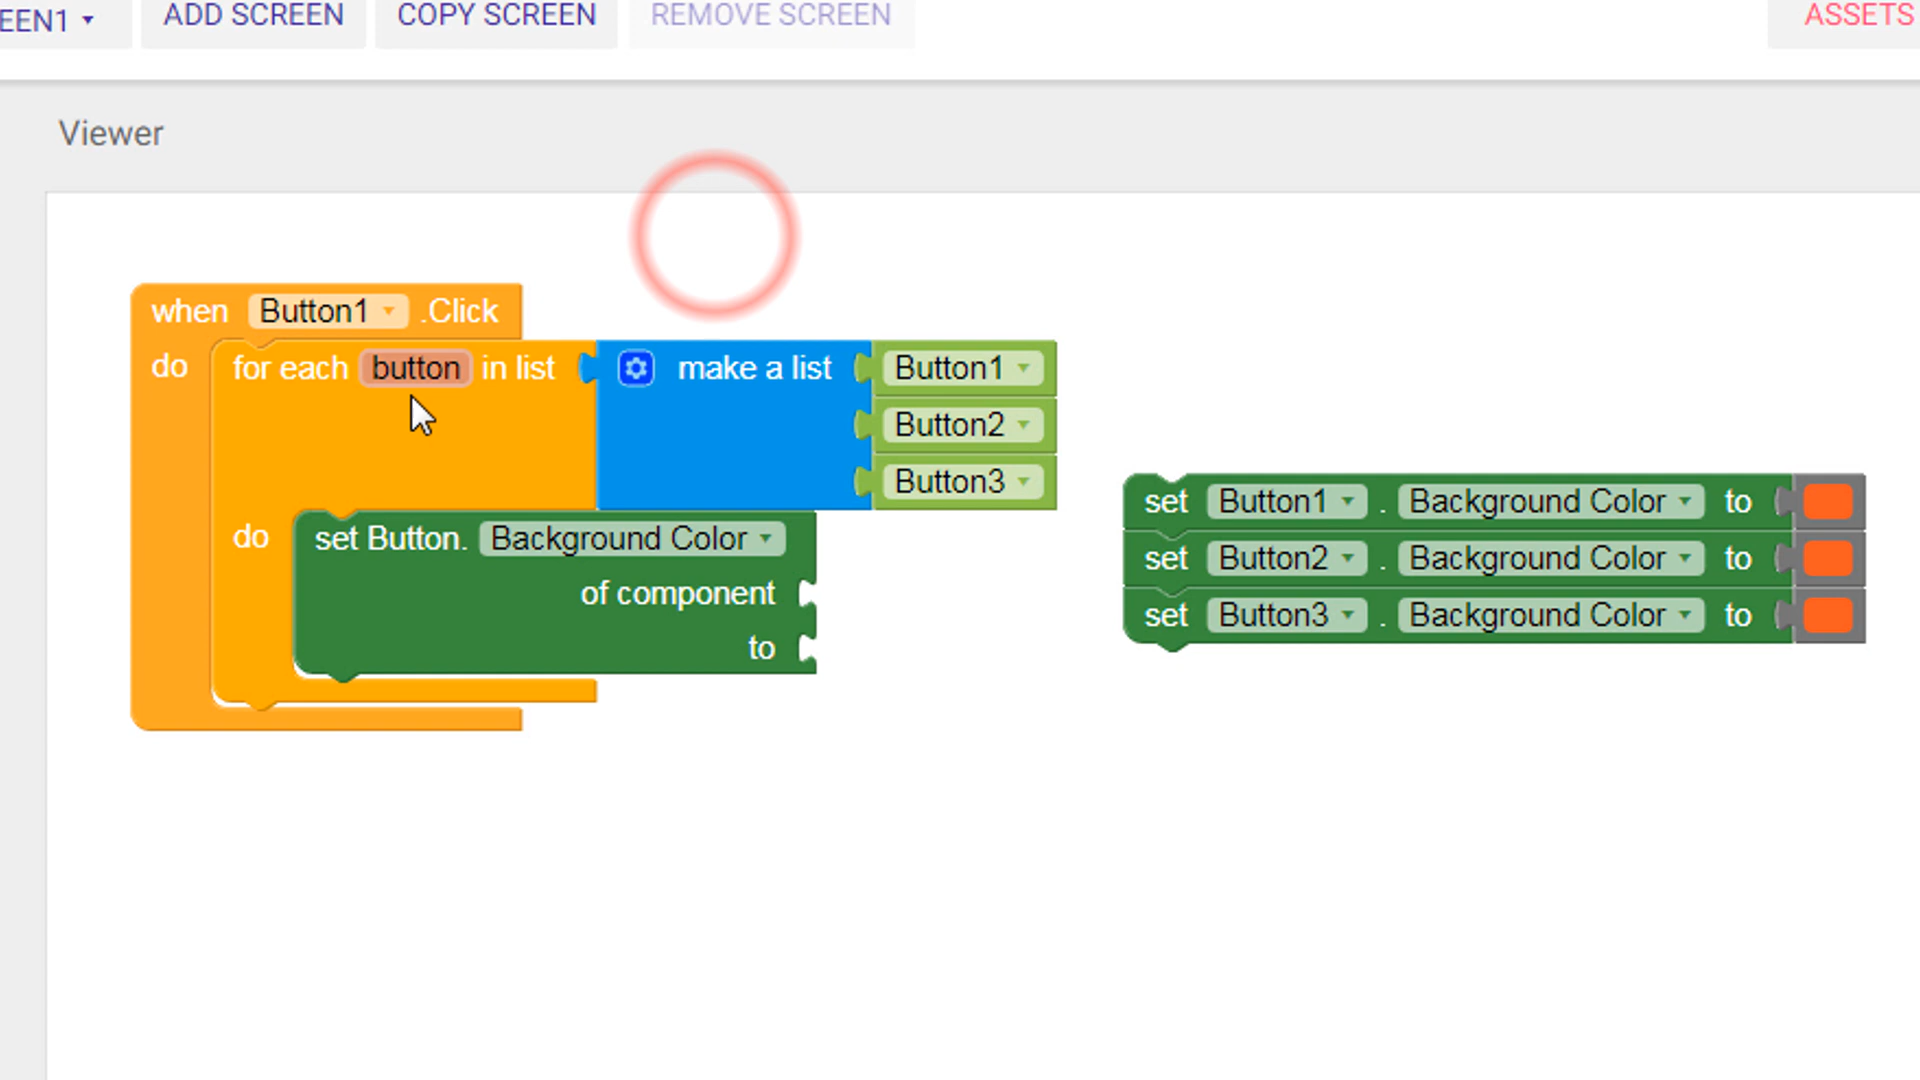 EEN1 ADD SCREEN COPY SCREEN REMOVE SCREEN ASSETS
Viewer
when Button1 .Click
do for each button in list make a list Button1
Button2
Button3
do set Button. Background Color
of component
to
set Button1 . Background Color to
set Button2 . Background Color to
set Button3 . Background Color to